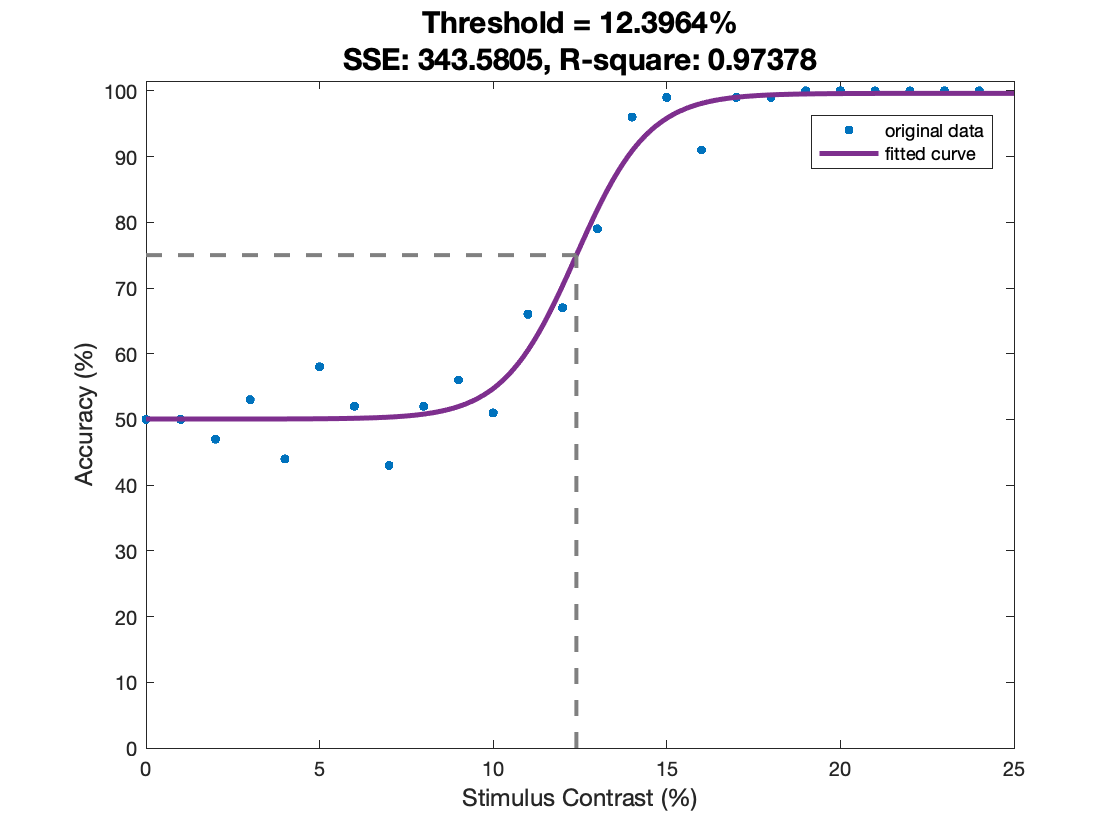 Threshold = 12.3964%
SSE: 343.5805, R-square: 0.97378
100
90
80
70
60
50
40
30
20
10
0
Accuracy (%)
original data
fitted curve
0 5 10 15 20 25
Stimulus Contrast (%)